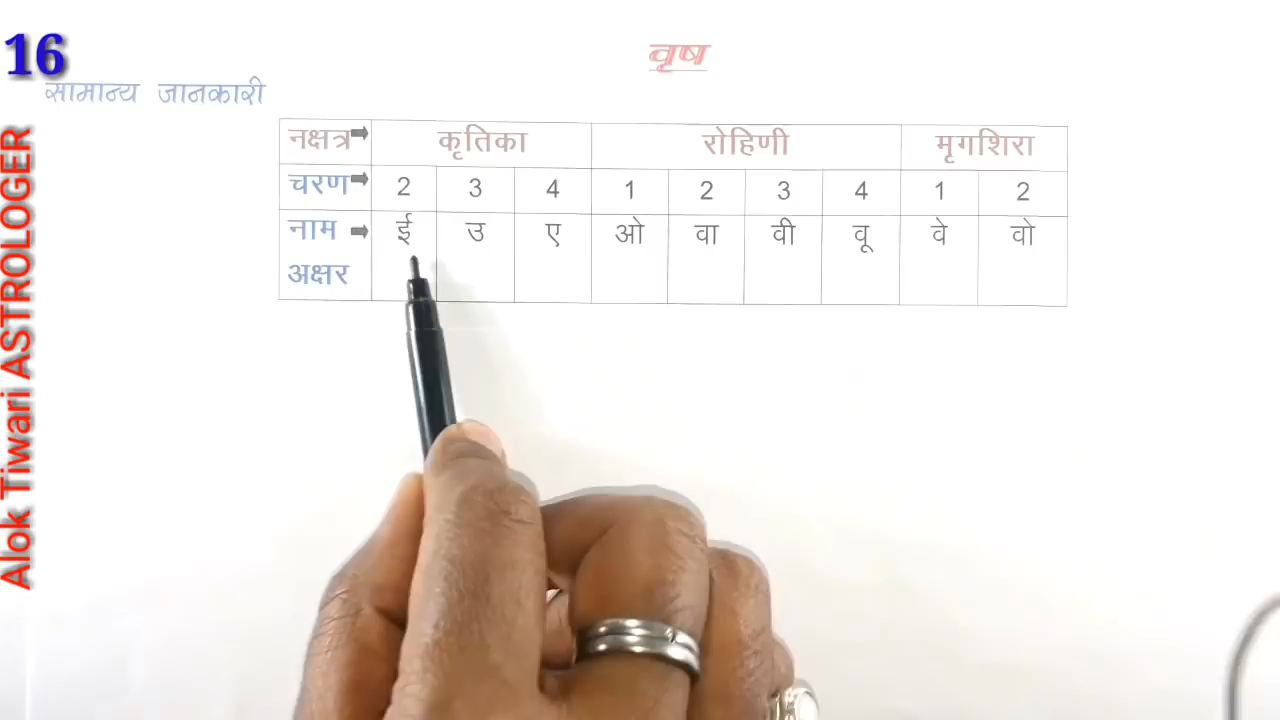 16
वृष
सामान्य जानकारी
नक्षत्र➡ कृतिका रोहिणी मृगशिरा
चरण➡ 2 3 4 1 2 3 4 1 2
नाम ➡ ई उ ए ओ वा वी वू वे वो
अक्षर
Alok Tiwari ASTROLOGER